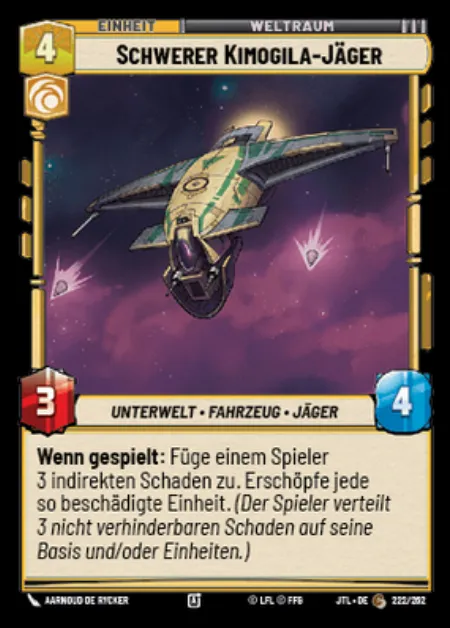 EINHEIT WELTRAUM
4 SCHWERER KIMOGILA-JÄGER
3 UNTERWELT • FAHRZEUG • JÄGER 4
Wenn gespielt: Füge einem Spieler
3 indirekten Schaden zu. Erschöpfe jede
so beschädigte Einheit. (Der Spieler verteilt
3 nicht verhinderbaren Schaden auf seine
Basis und/oder Einheiten.)
AARNOUD DE RYCKER © LFL © FFG JTL • DE 222/262